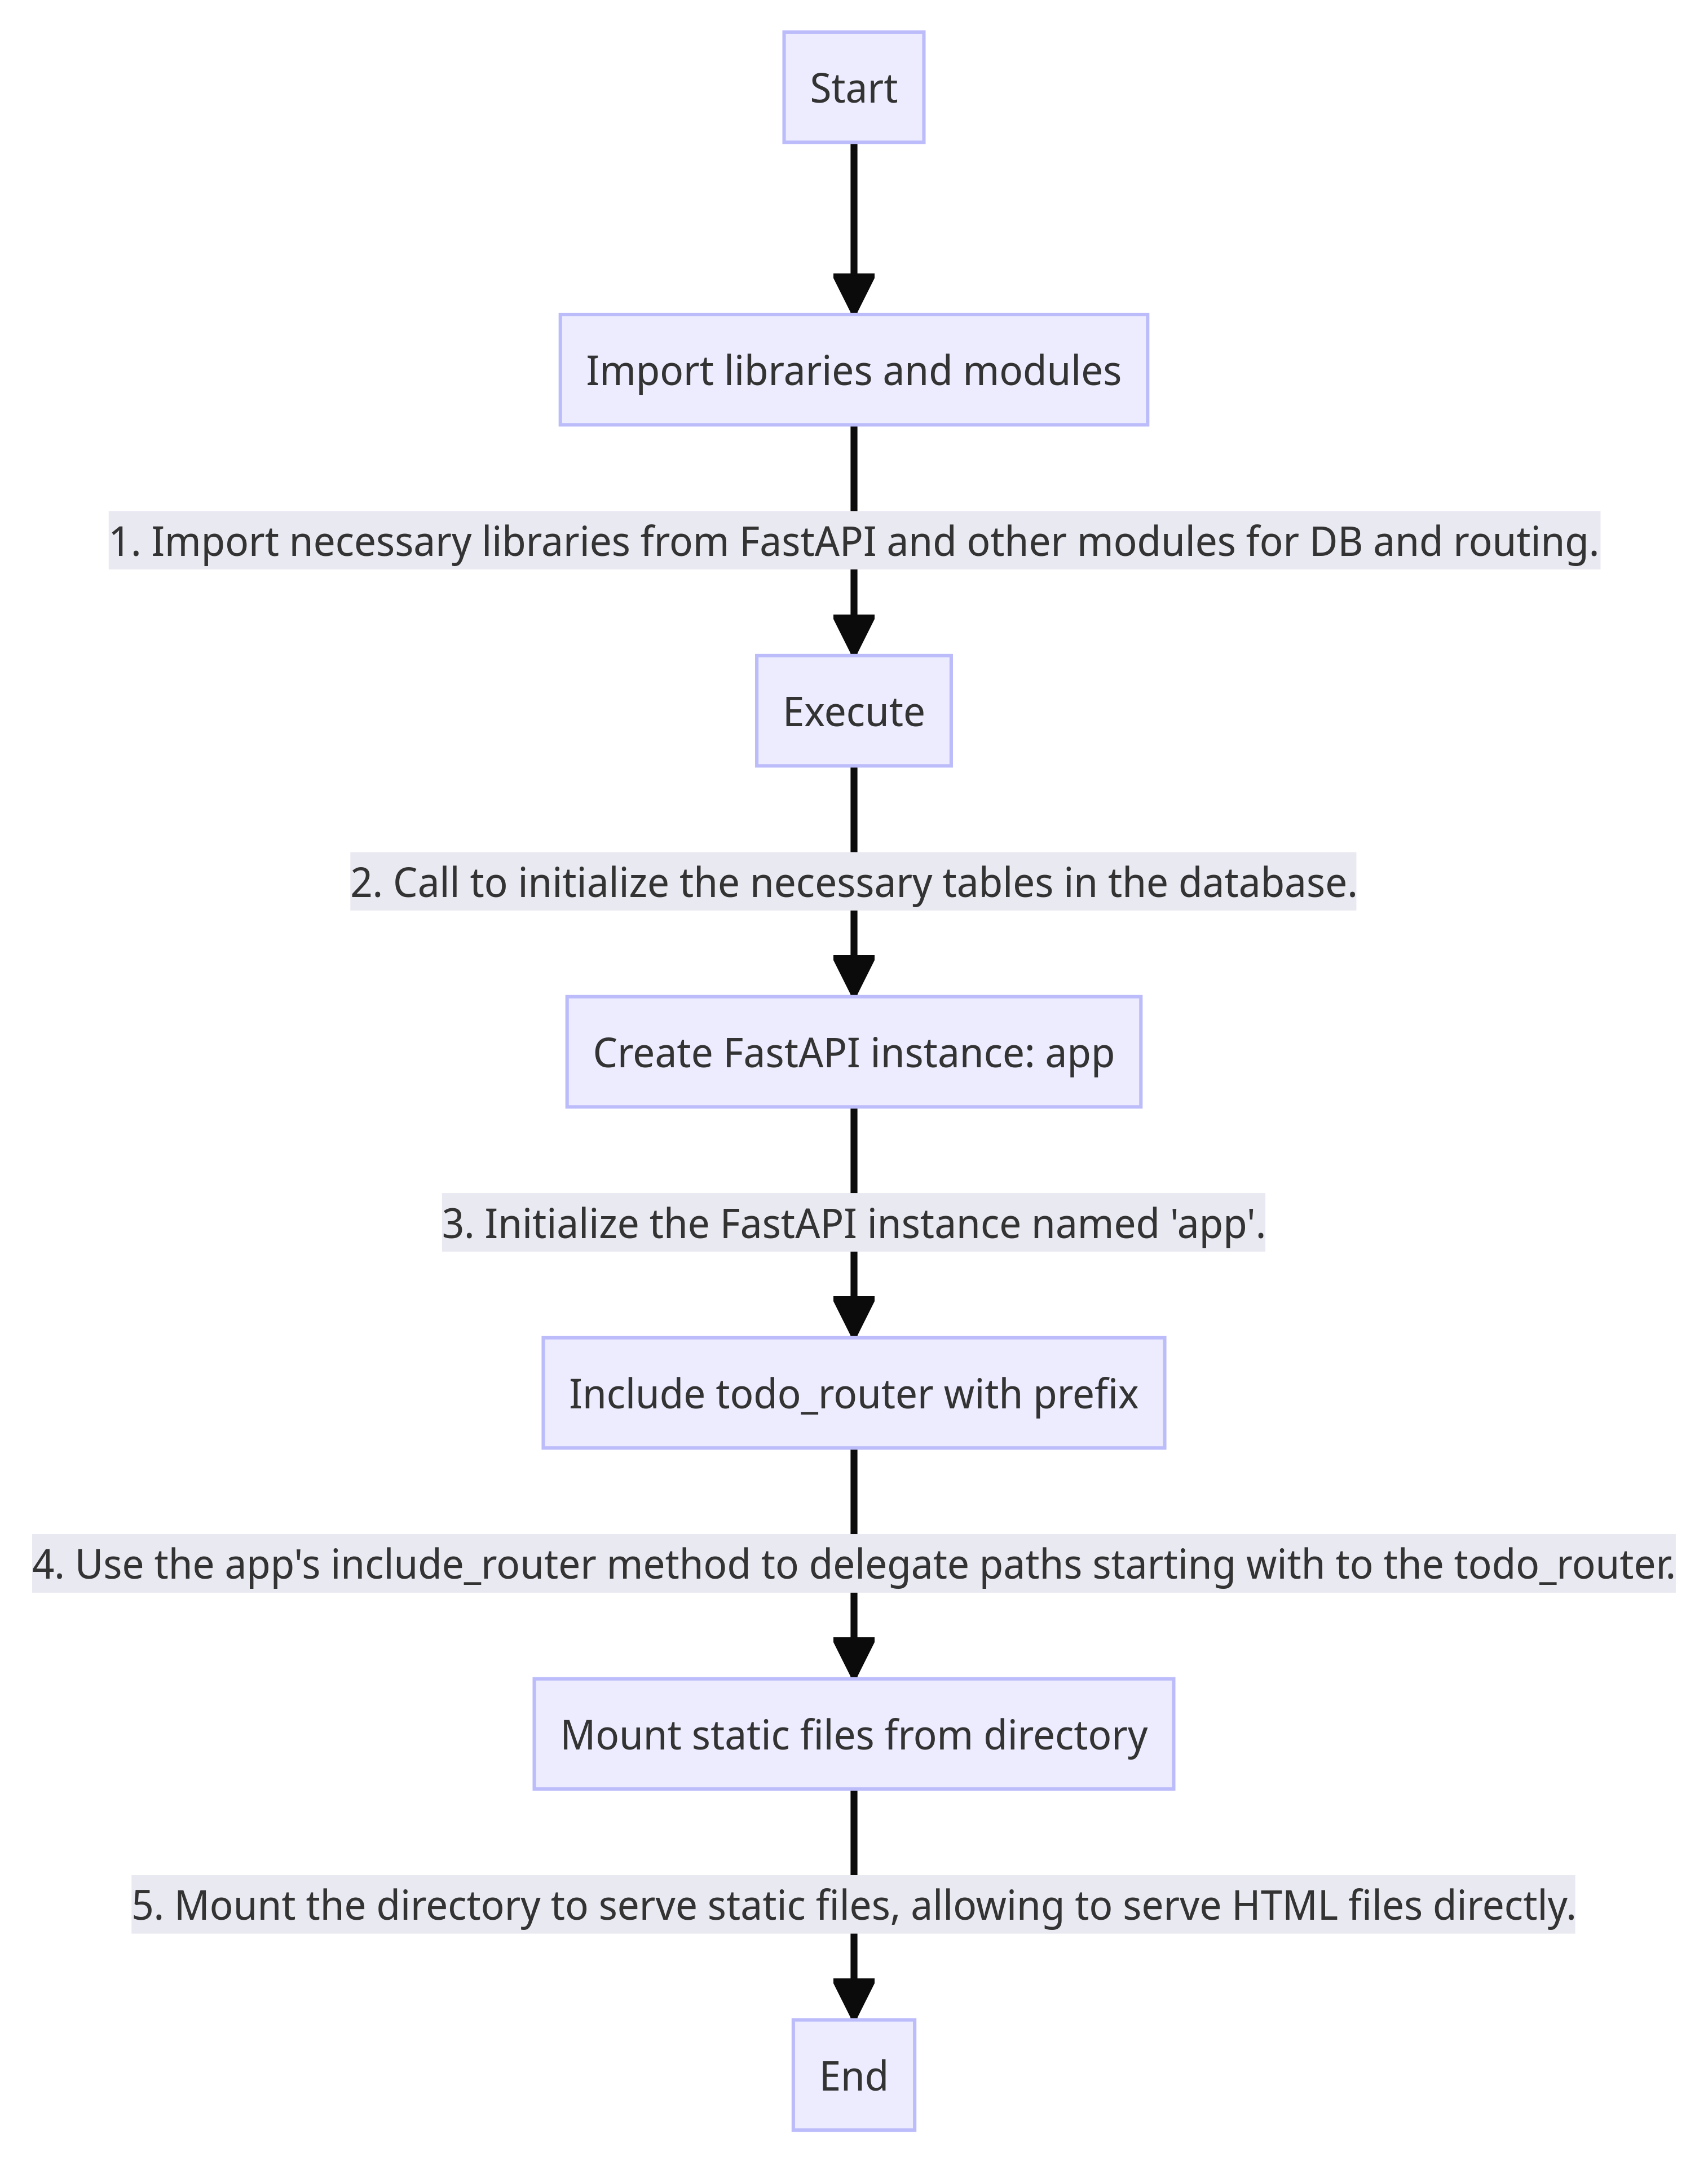 Start
Import libraries and modules
1. Import necessary libraries from FastAPI and other modules for DB and routing.
Execute
2. Call to initialize the necessary tables in the database.
Create FastAPI instance: app
3. Initialize the FastAPI instance named 'app'.
Include todo_router with prefix
4. Use the app's include_router method to delegate paths starting with to the todo_router.
Mount static files from directory
5. Mount the directory to serve static files, allowing to serve HTML files directly.
End